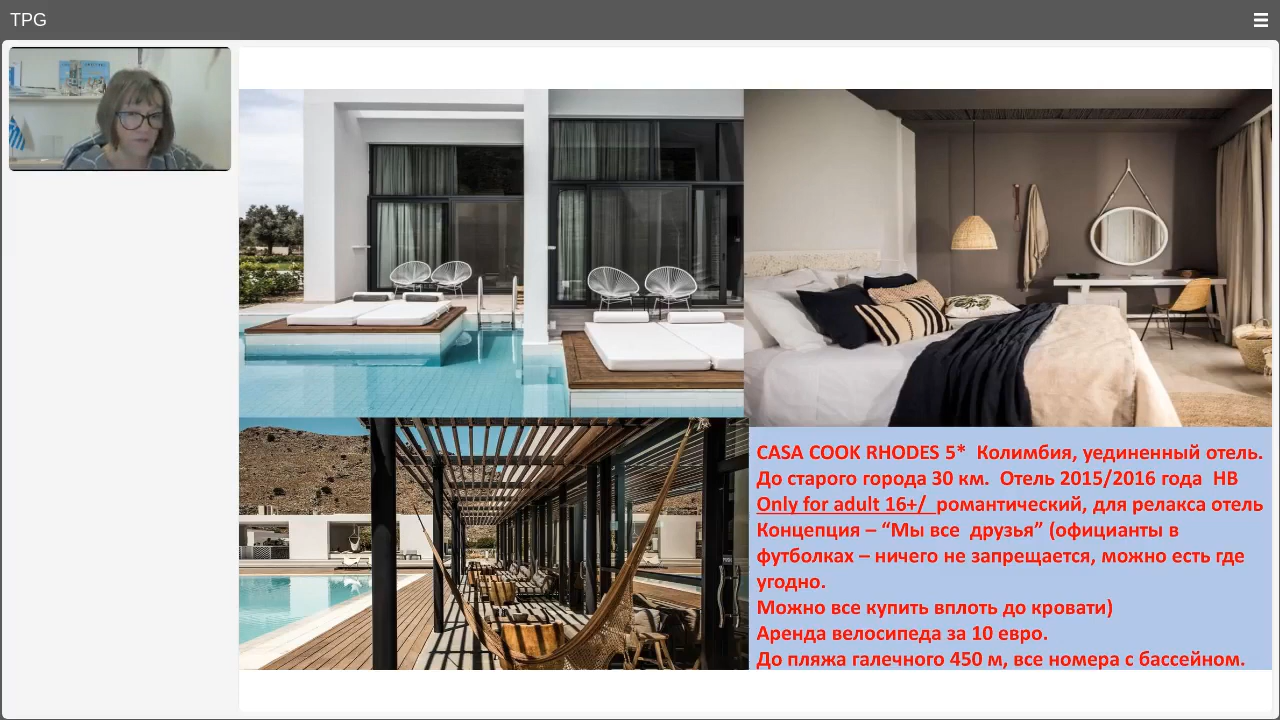 TPG
CASA COOK RHODES 5* Колимбия, уединенный отель.
До старого города 30 км. Отель 2015/2016 года HB
Only for adult 16+/ романтический, для релакса отель
Концепция – “Мы все друзья” (официанты в
футболках – ничего не запрещается, можно есть где
угодно.
Можно все купить вплоть до кровати)
Аренда велосипеда за 10 евро.
До пляжа галечного 450 м, все номера с бассейном.